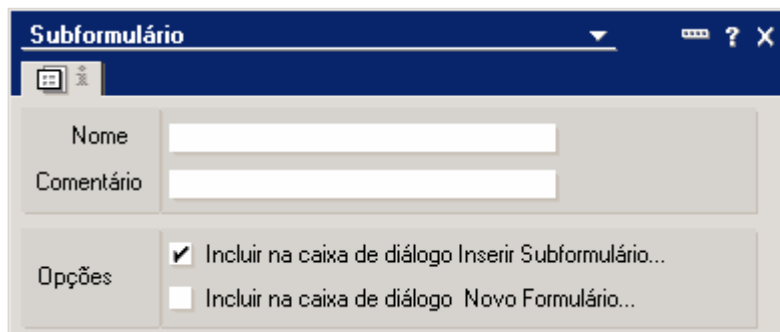 Subformulário
?
Nome
Comentário
Opções
Incluir na caixa de diálogo Inserir Subformulário...
Incluir na caixa de diálogo Novo Formulário...